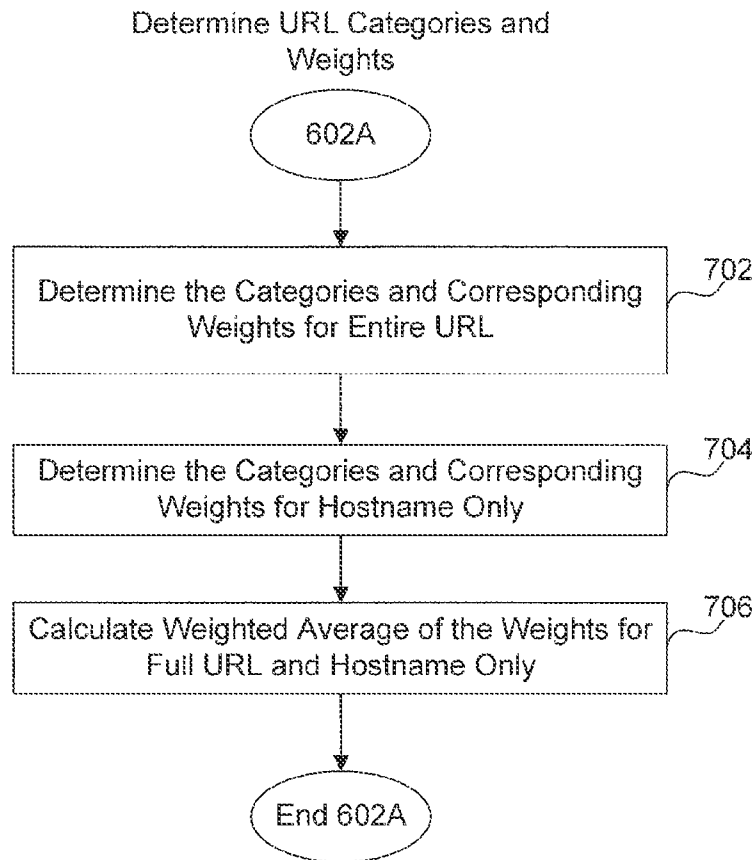 Determine URL Categories and
Weights
602A
702
Determine the Categories and Corresponding
Weights for Entire URL
704
Determine the Categories and Corresponding
Weights for Hostname Only
706
Calculate Weighted Average of the Weights for
Full URL and Hostname Only
End 602A